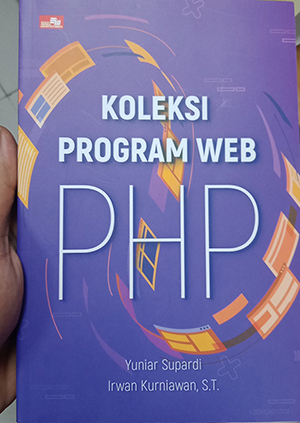 KOLEKSI
PROGRAM WEB
PHP
Yuniar Supardi
Irwan Kurniawan, S.T.